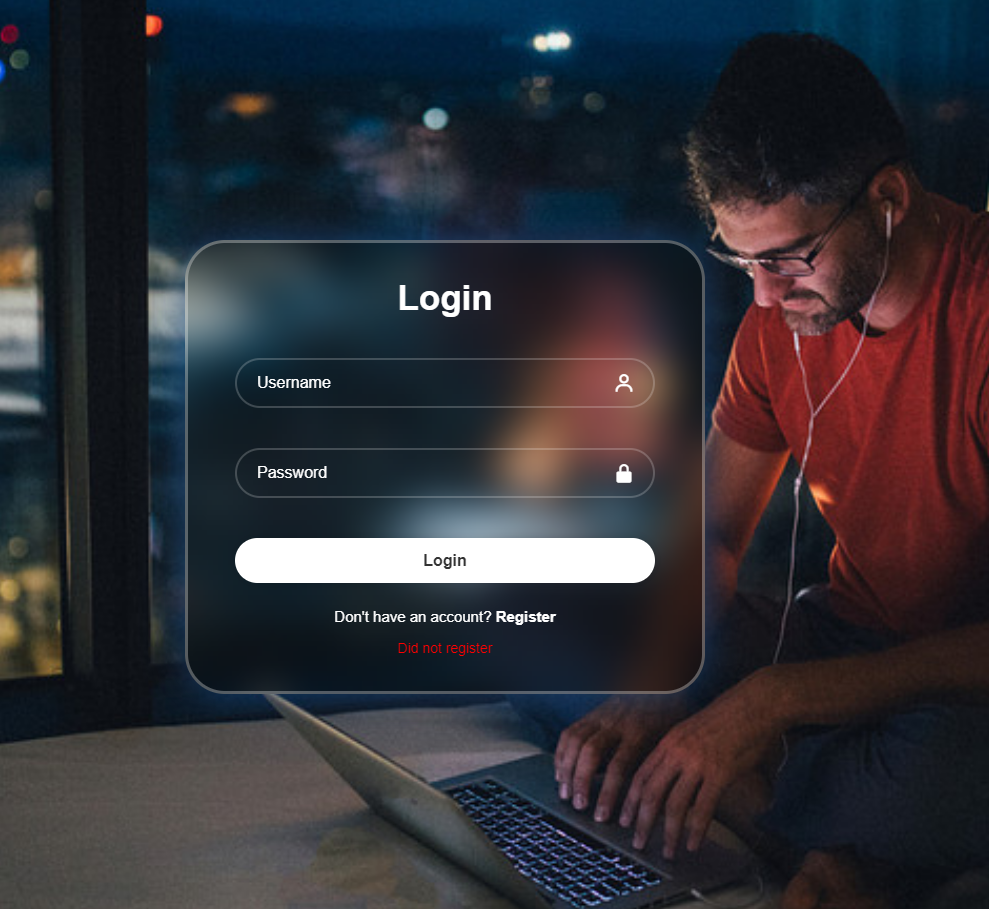 Login
Username
Password
Login
Don't have an account? Register
Did not register